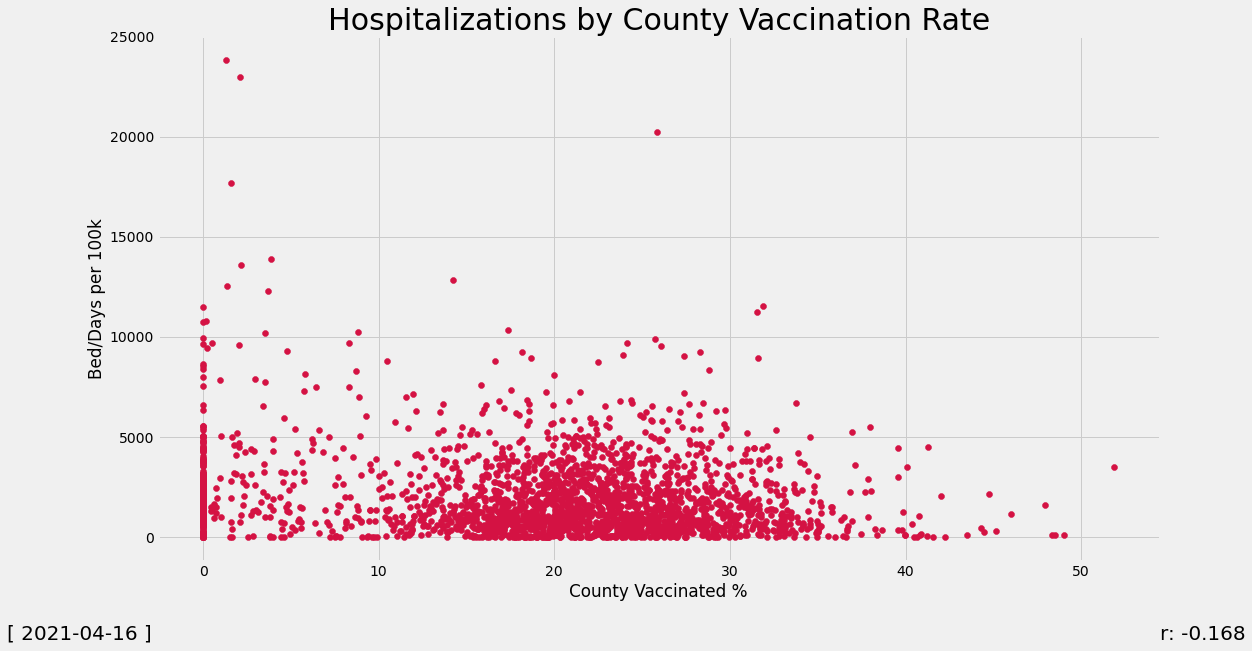 Hospitalizations by County Vaccination Rate
25000
20000
15000
10000
5000
0
Bed/Days per 100k
0 10 20 30 40 50
County Vaccinated %
[ 2021-04-16 ]
r: -0.168